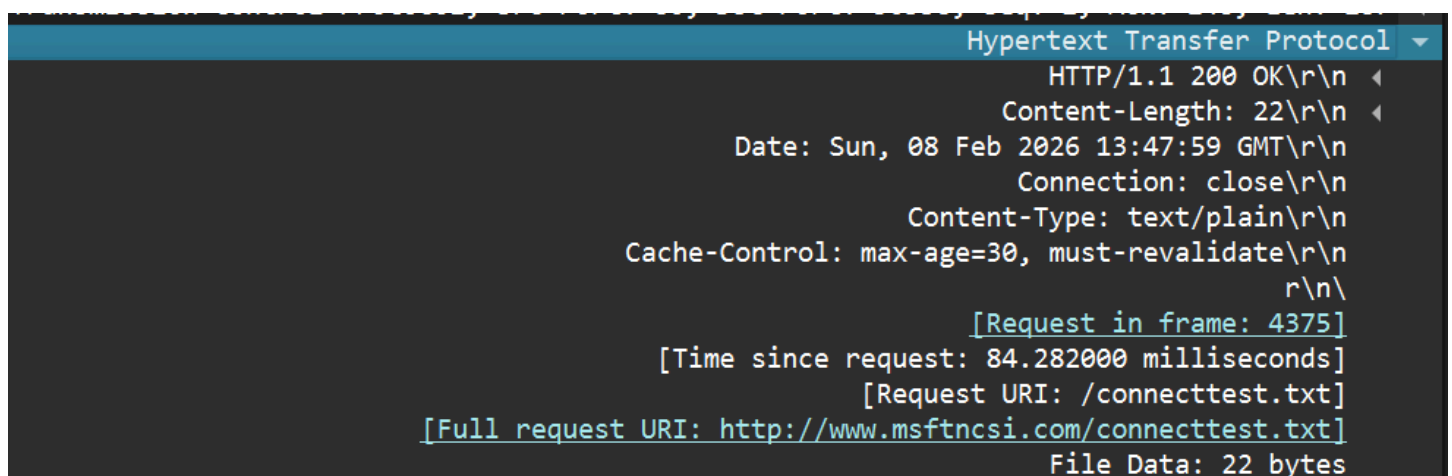 Hypertext Transfer Protocol
HTTP/1.1 200 OK\r\n
Content-Length: 22\r\n
Date: Sun, 08 Feb 2026 13:47:59 GMT\r\n
Connection: close\r\n
Content-Type: text/plain\r\n
Cache-Control: max-age=30, must-revalidate\r\n
r\n\
[Request in frame: 4375]
[Time since request: 84.282000 milliseconds]
[Request URI: /connecttest.txt]
[Full request URI: http://www.msftncsi.com/connecttest.txt]
File Data: 22 bytes